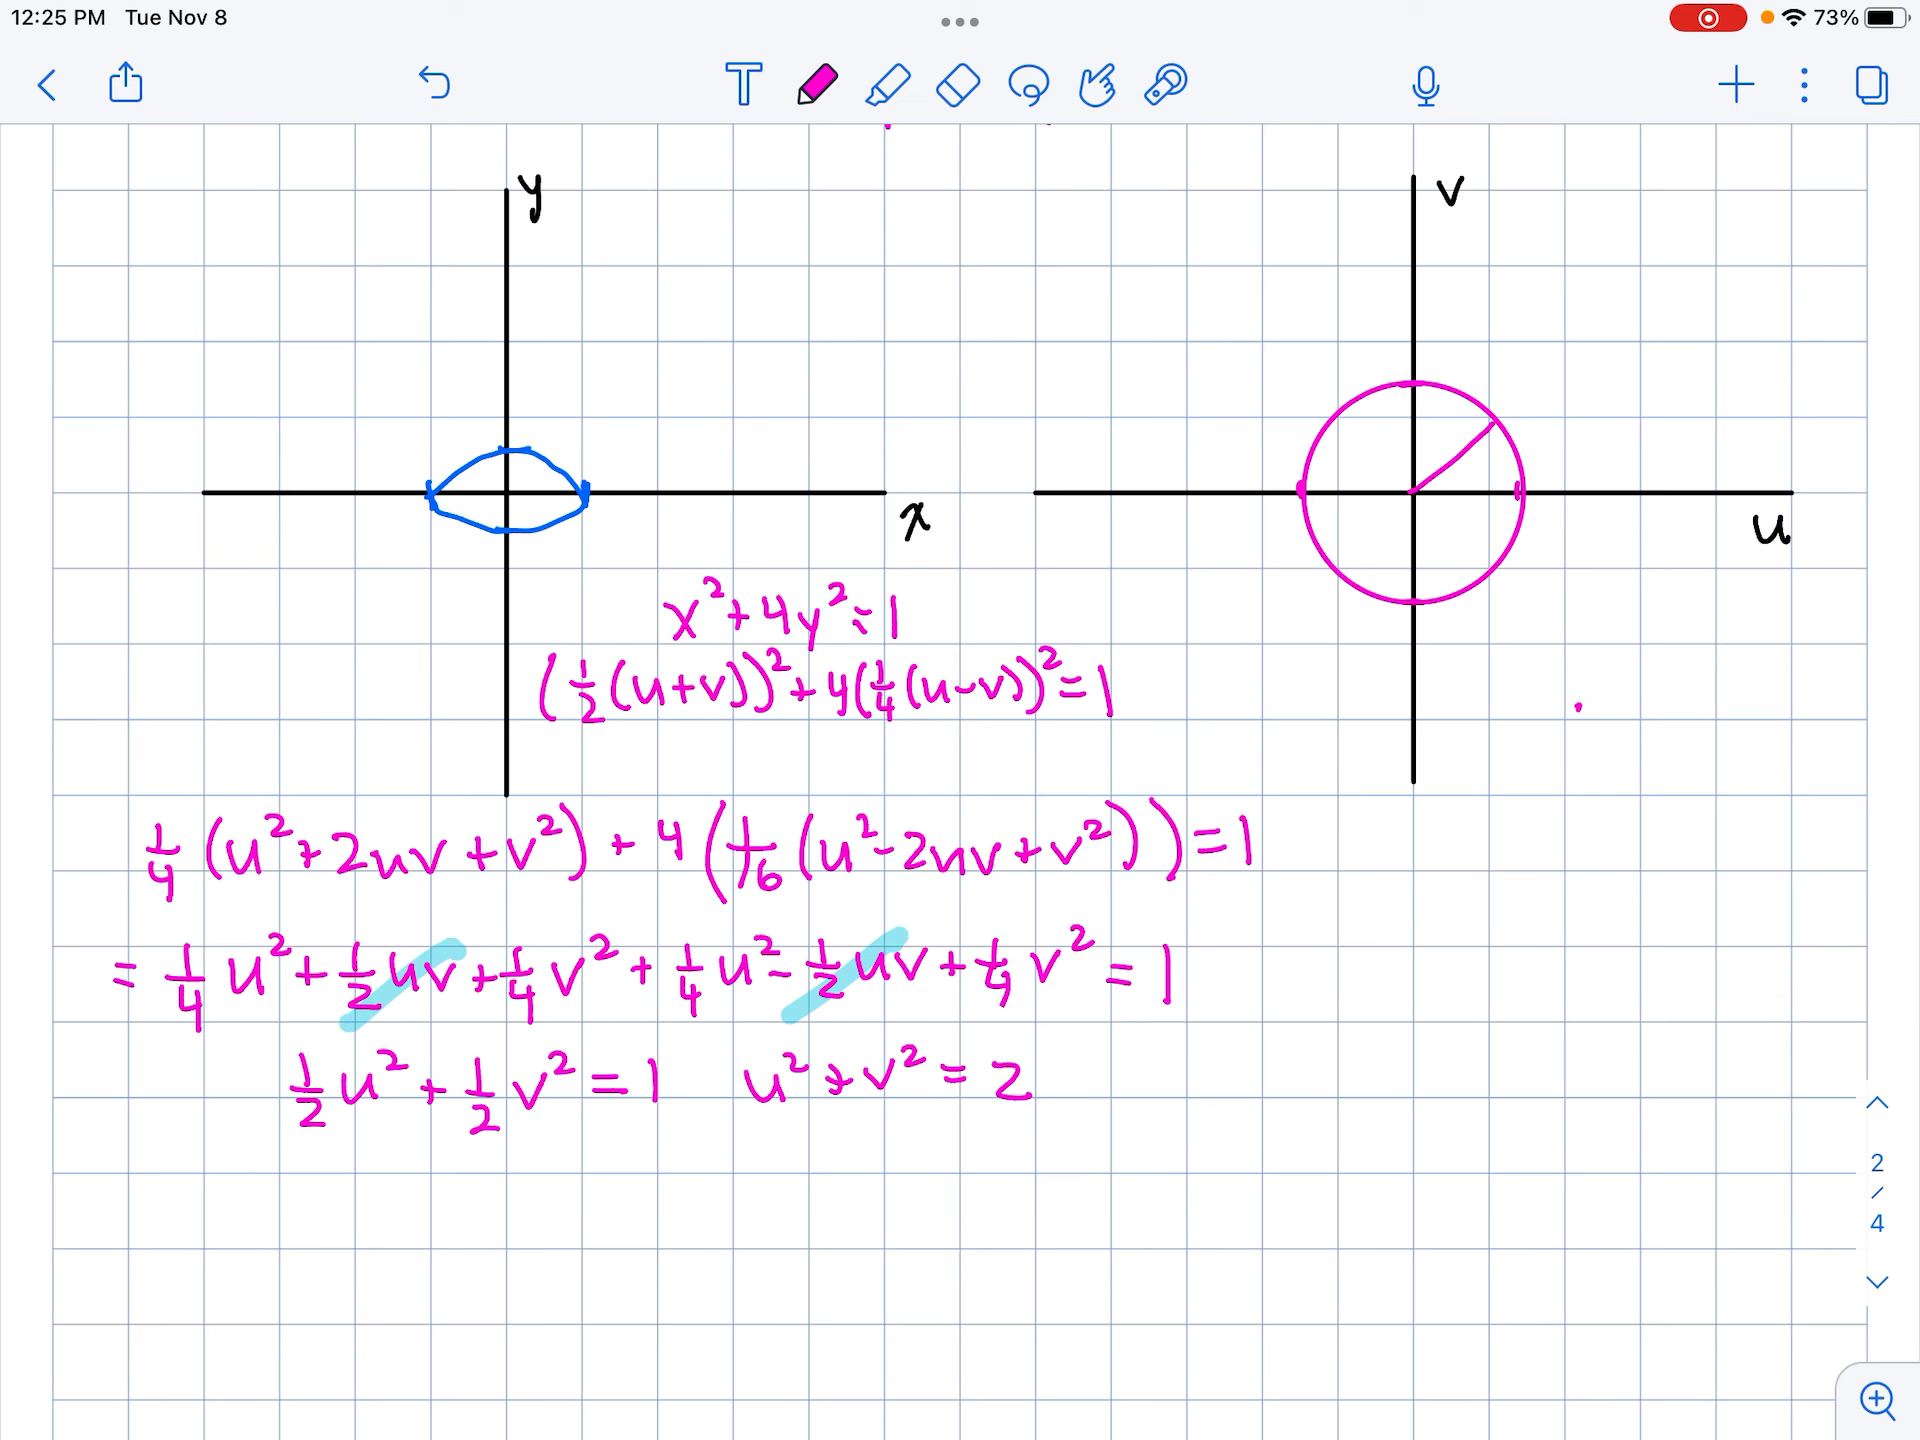 12:25 PM Tue Nov 8 73%
T
y
v
x
u
x²+4y²=1
(1/2(u+v))²+4(1/4(u-v))²=1
1/4(u²+2uv+v²)+4(1/16(u²-2uv+v²))=1
=1/4u²+1/2uv+1/4v²+1/4u²-1/2uv+1/4v²=1
1/2u²+1/2v²=1 u²+v²=2
2
/
4